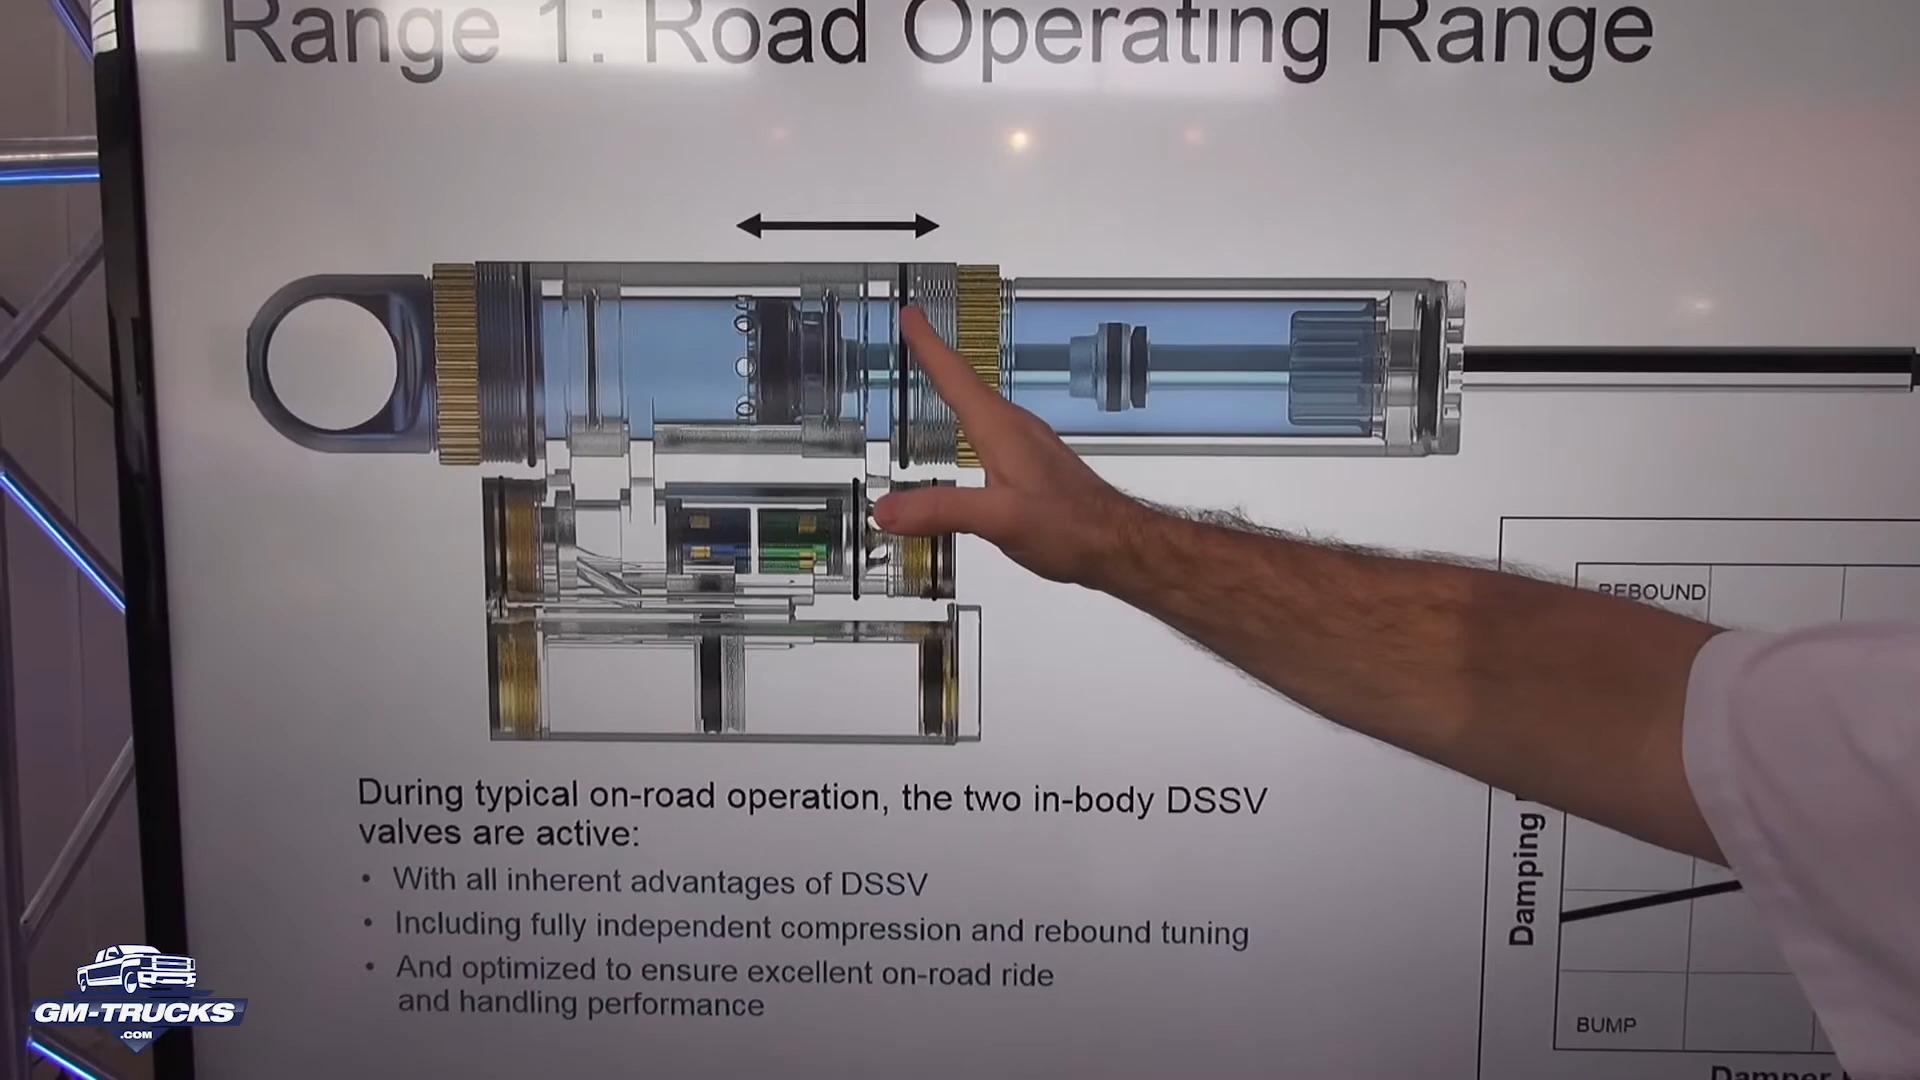 Range 1: Road Operating Range
REBOUND
During typical on-road operation, the two in-body DSSV
valves are active:
• With all inherent advantages of DSSV
• Including fully independent compression and rebound tuning
• And optimized to ensure excellent on-road ride
and handling performance
Damping
BUMP
Damper
GM-TRUCKS
.COM